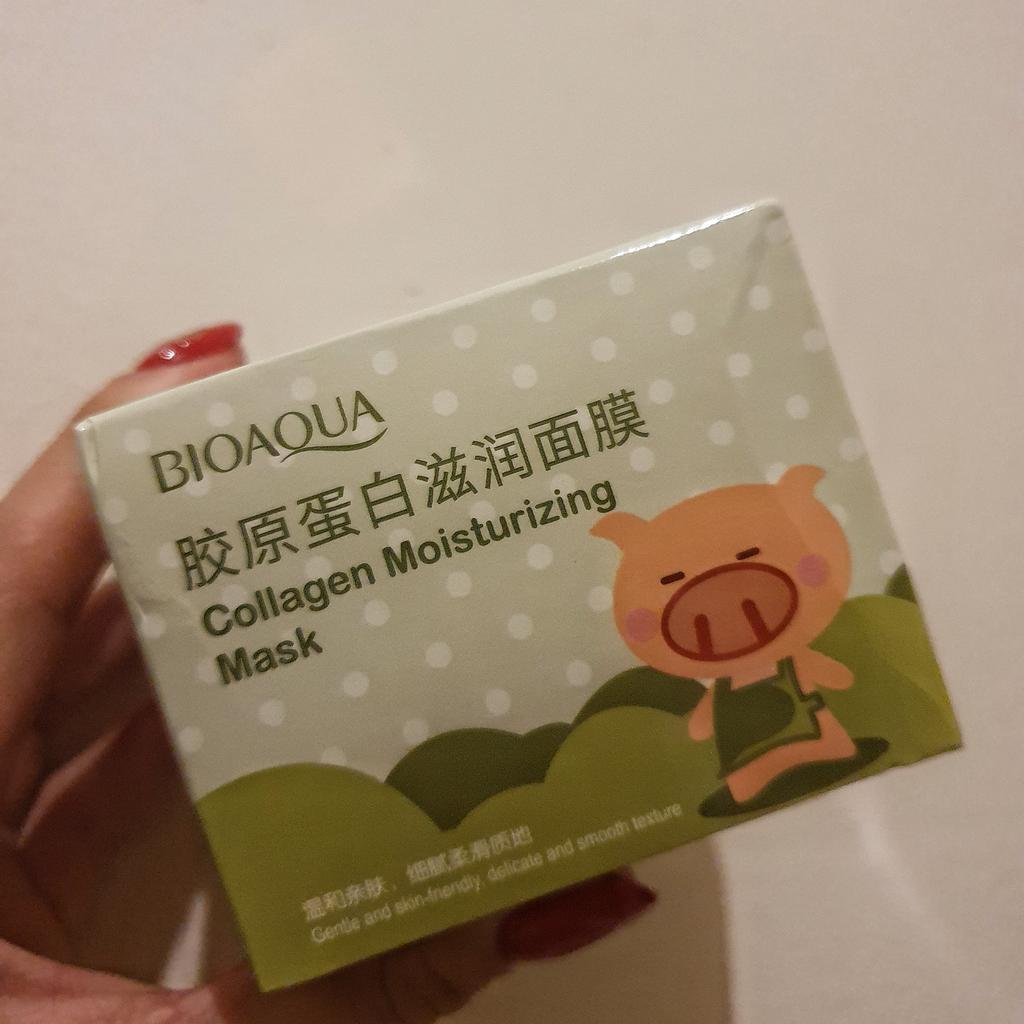 BIOAQUA
胶原蛋白滋润面膜
Collagen Moisturizing
Mask
温和亲肤，细腻柔滑质地
Gentle and skin-friendly, delicate and smooth texture